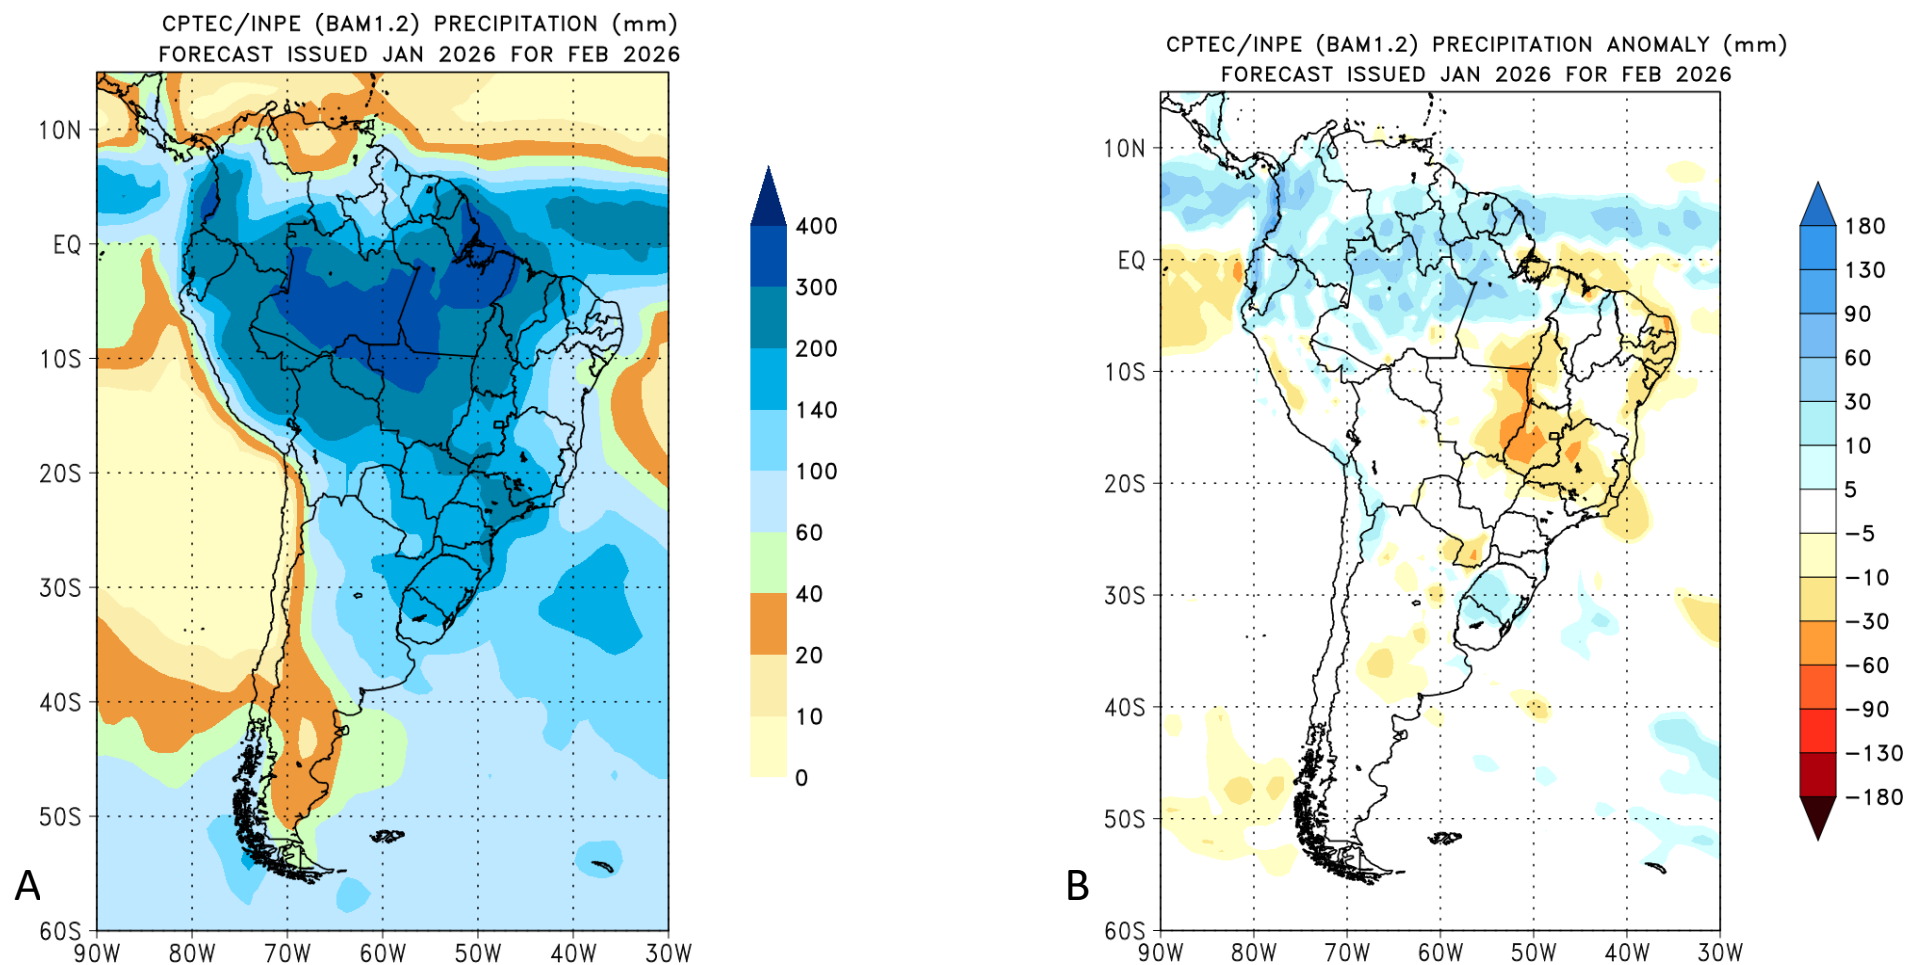 CPTEC/INPE (BAM1.2) PRECIPITATION (mm)
FORECAST ISSUED JAN 2026 FOR FEB 2026
10N
EQ
10S
20S
30S
40S
50S
60S
90W 80W 70W 60W 50W 40W 30W
400
300
200
140
100
60
40
20
10
0
A
CPTEC/INPE (BAM1.2) PRECIPITATION ANOMALY (mm)
FORECAST ISSUED JAN 2026 FOR FEB 2026
10N
EQ
10S
20S
30S
40S
50S
60S
90W 80W 70W 60W 50W 40W 30W
180
130
90
60
30
10
5
−5
−10
−30
−60
−90
−130
−180
B